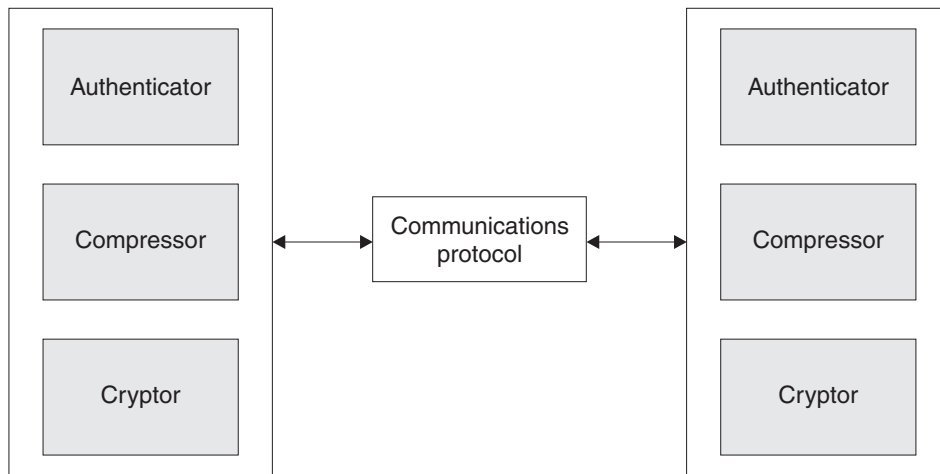 Authenticator
Compressor
Cryptor
Communications
protocol
Authenticator
Compressor
Cryptor